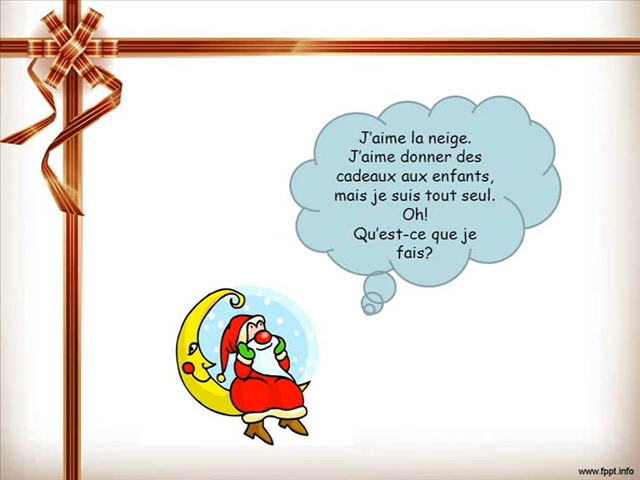 J'aime la neige.
J'aime donner des
cadeaux aux enfants,
mais je suis tout seul.
Oh!
Qu'est-ce que je
fais?
www.fppt.info